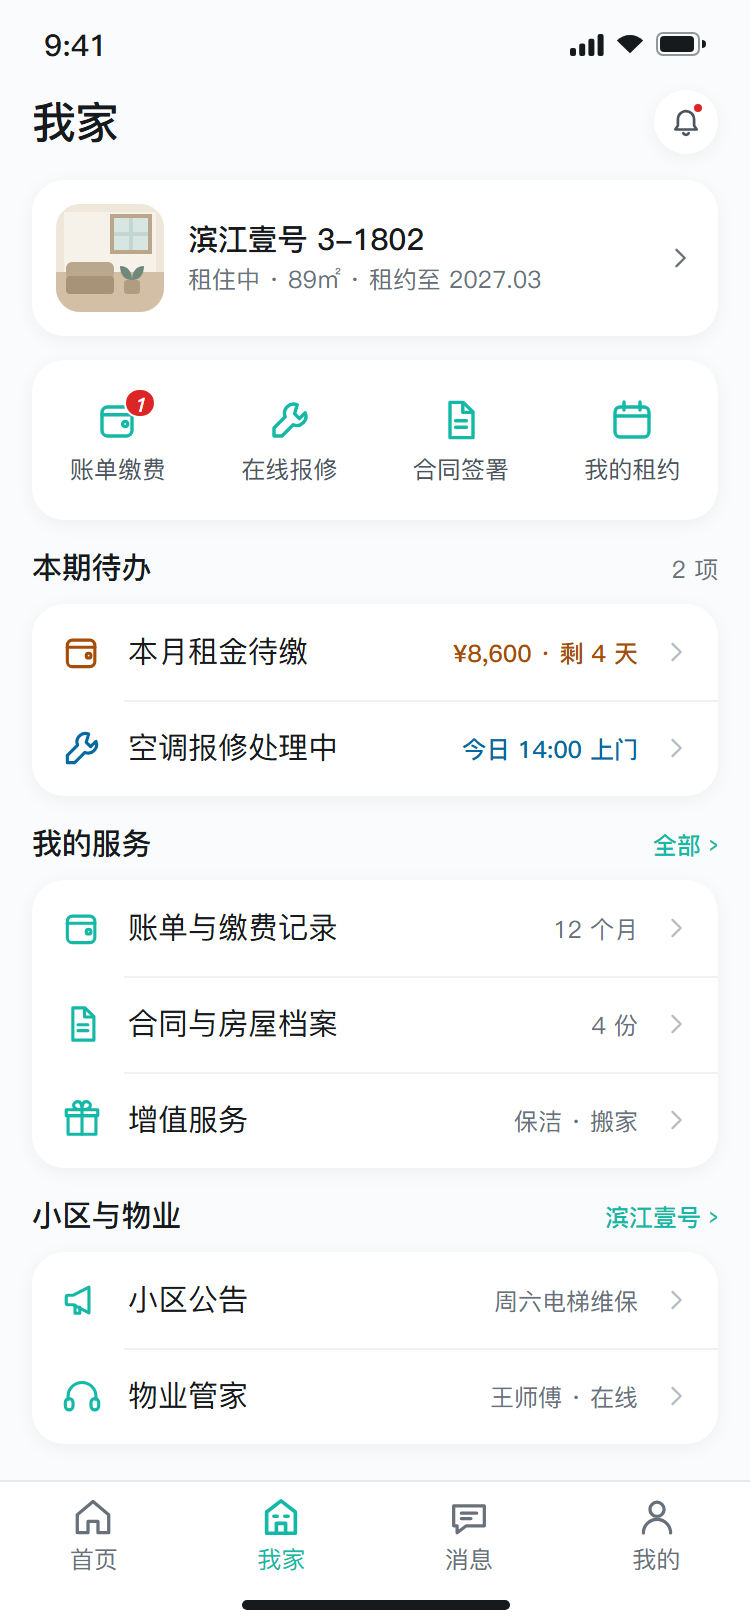 9:41
我家
滨江壹号 3-1802
租住中 · 89㎡ · 租约至 2027.03
1
账单缴费 在线报修 合同签署 我的租约
本期待办 2 项
本月租金待缴 ¥8,600 · 剩 4 天
空调报修处理中 今日 14:00 上门
我的服务 全部 ›
账单与缴费记录 12 个月
合同与房屋档案 4 份
增值服务 保洁 · 搬家
小区与物业 滨江壹号 ›
小区公告 周六电梯维保
物业管家 王师傅 · 在线
首页 我家 消息 我的